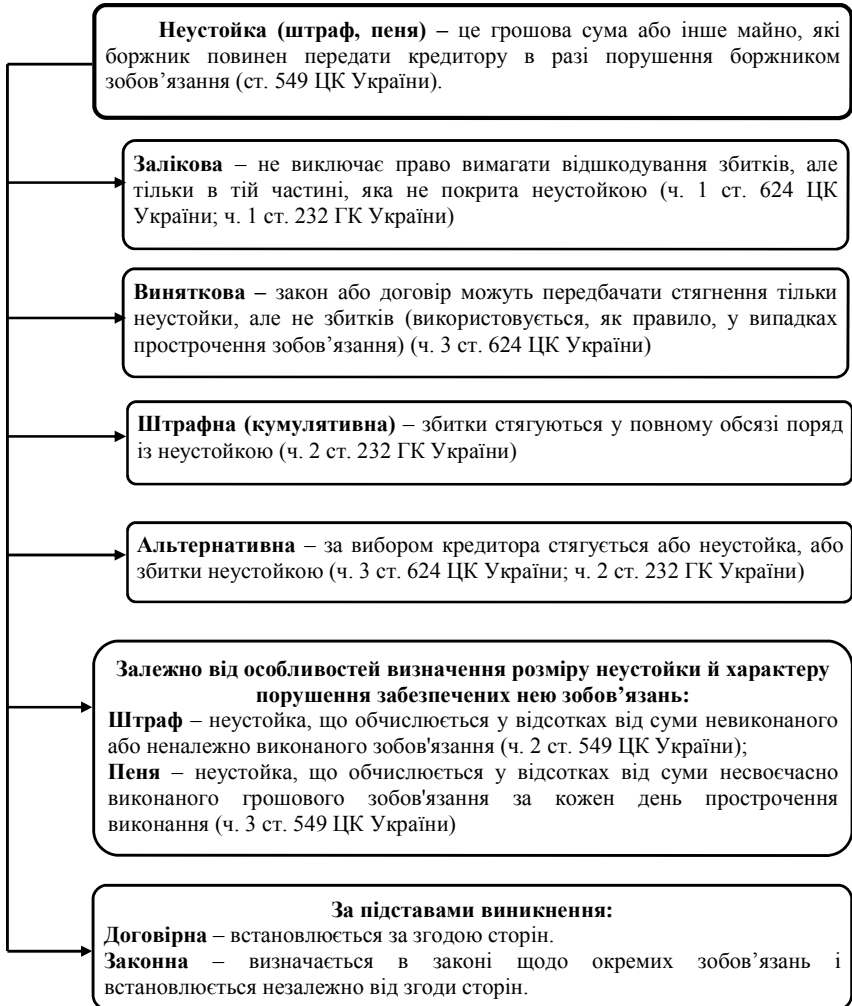 Неустойка (штраф, пеня) – це грошова сума або інше майно, які
боржник повинен передати кредитору в разі порушення боржником
зобов’язання (ст. 549 ЦК України).
Залікова – не виключає право вимагати відшкодування збитків, але
тільки в тій частині, яка не покрита неустойкою (ч. 1 ст. 624 ЦК
України; ч. 1 ст. 232 ГК України)
Виняткова – закон або договір можуть передбачати стягнення тільки
неустойки, але не збитків (використовується, як правило, у випадках
прострочення зобов’язання) (ч. 3 ст. 624 ЦК України)
Штрафна (кумулятивна) – збитки стягуються у повному обсязі поряд
із неустойкою (ч. 2 ст. 232 ГК України)
Альтернативна – за вибором кредитора стягується або неустойка, або
збитки неустойкою (ч. 3 ст. 624 ЦК України; ч. 2 ст. 232 ГК України)
Залежно від особливостей визначення розміру неустойки й характеру
порушення забезпечених нею зобов’язань:
Штраф – неустойка, що обчислюється у відсотках від суми невиконаного
або неналежно виконаного зобов'язання (ч. 2 ст. 549 ЦК України);
Пеня – неустойка, що обчислюється у відсотках від суми несвоєчасно
виконаного грошового зобов'язання за кожен день прострочення
виконання (ч. 3 ст. 549 ЦК України)
За підставами виникнення:
Договірна – встановлюється за згодою сторін.
Законна – визначається в законі щодо окремих зобов’язань і
встановлюється незалежно від згоди сторін.